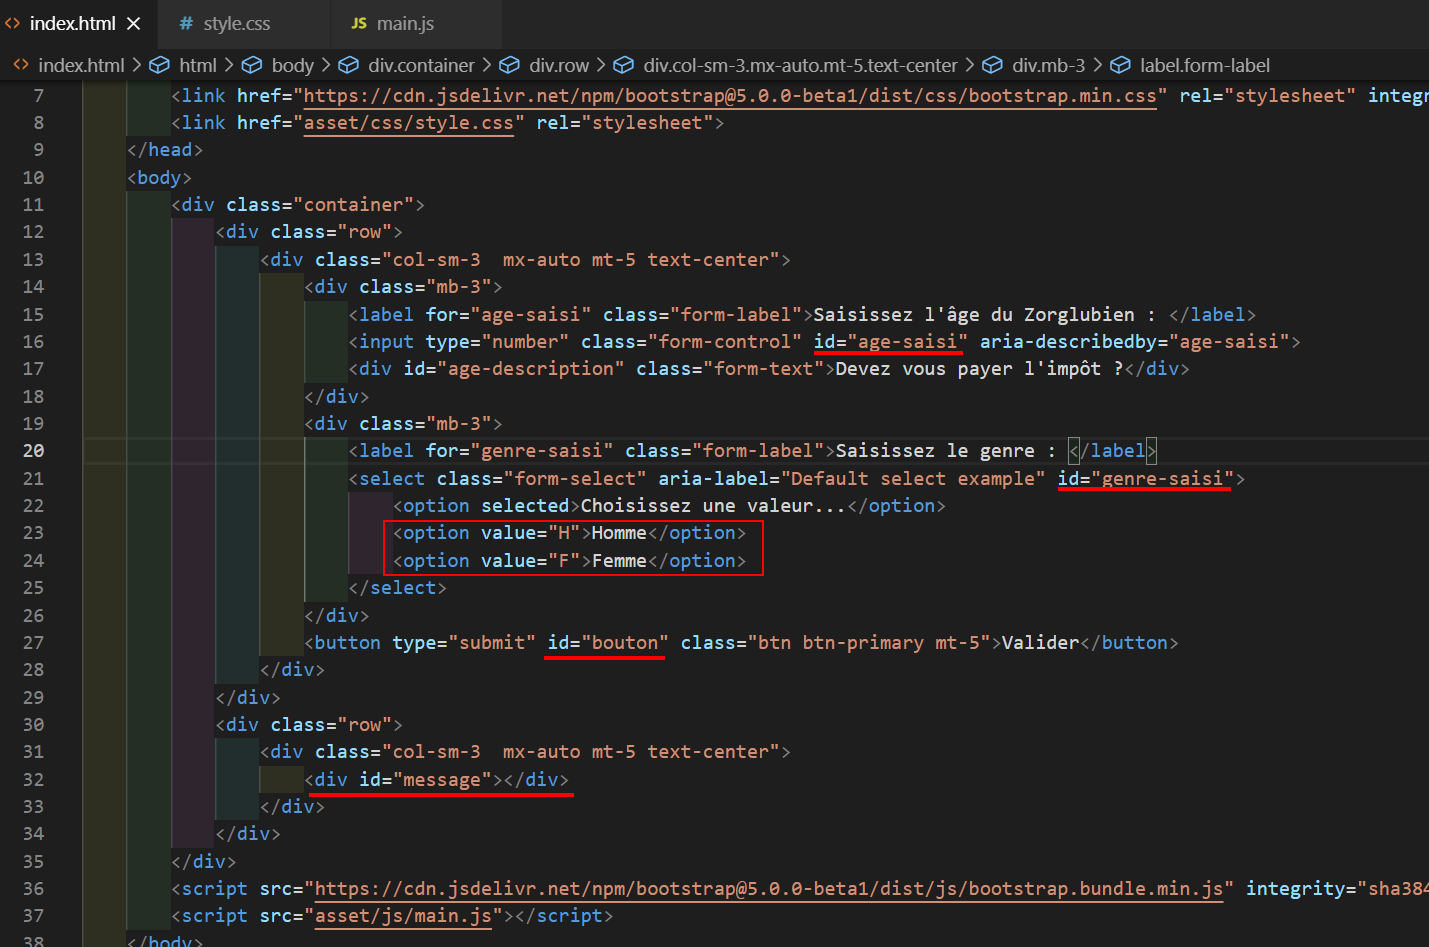 index.html style.css JS main.js
index.html > html > body > div.container > div.row > div.col-sm-3.mx-auto.mt-5.text-center > div.mb-3 > label.form-label
7 <link href="https://cdn.jsdelivr.net/npm/bootstrap@5.0.0-beta1/dist/css/bootstrap.min.css" rel="stylesheet" integr
8 <link href="asset/css/style.css" rel="stylesheet">
9 </head>
10 <body>
11 <div class="container">
12 <div class="row">
13 <div class="col-sm-3  mx-auto mt-5 text-center">
14 <div class="mb-3">
15 <label for="age-saisi" class="form-label">Saisissez l'âge du Zorglubien : </label>
16 <input type="number" class="form-control" id="age-saisi" aria-describedby="age-saisi">
17 <div id="age-description" class="form-text">Devez vous payer l'impôt ?</div>
18 </div>
19 <div class="mb-3">
20 <label for="genre-saisi" class="form-label">Saisissez le genre : </label>
21 <select class="form-select" aria-label="Default select example" id="genre-saisi">
22 <option selected>Choisissez une valeur...</option>
23 <option value="H">Homme</option>
24 <option value="F">Femme</option>
25 </select>
26 </div>
27 <button type="submit" id="bouton" class="btn btn-primary mt-5">Valider</button>
28 </div>
29 </div>
30 <div class="row">
31 <div class="col-sm-3  mx-auto mt-5 text-center">
32 <div id="message"></div>
33 </div>
34 </div>
35 </div>
36 <script src="https://cdn.jsdelivr.net/npm/bootstrap@5.0.0-beta1/dist/js/bootstrap.bundle.min.js" integrity="sha384
37 <script src="asset/js/main.js"></script>
38 </body>